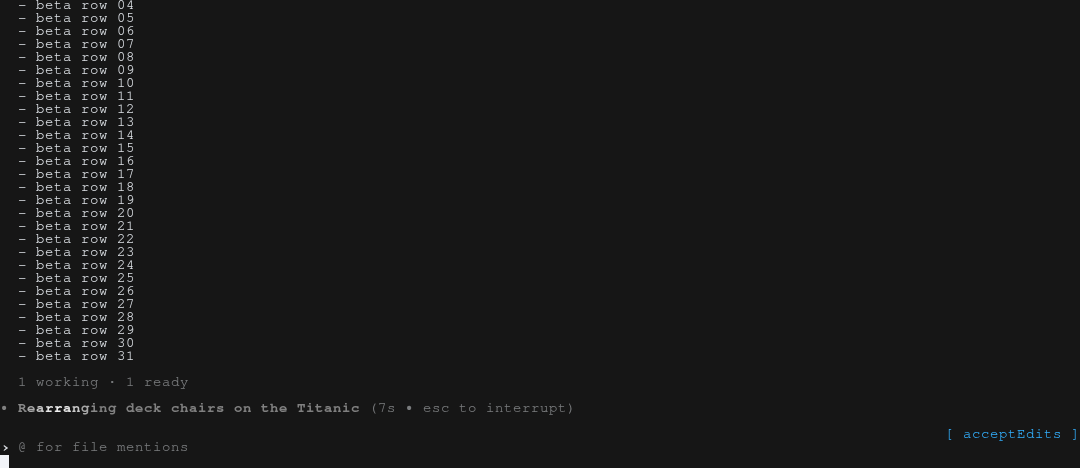 - beta row 04
- beta row 05
- beta row 06
- beta row 07
- beta row 08
- beta row 09
- beta row 10
- beta row 11
- beta row 12
- beta row 13
- beta row 14
- beta row 15
- beta row 16
- beta row 17
- beta row 18
- beta row 19
- beta row 20
- beta row 21
- beta row 22
- beta row 23
- beta row 24
- beta row 25
- beta row 26
- beta row 27
- beta row 28
- beta row 29
- beta row 30
- beta row 31
1 working · 1 ready
• Rearranging deck chairs on the Titanic (7s • esc to interrupt)
[ acceptEdits ]
› @ for file mentions